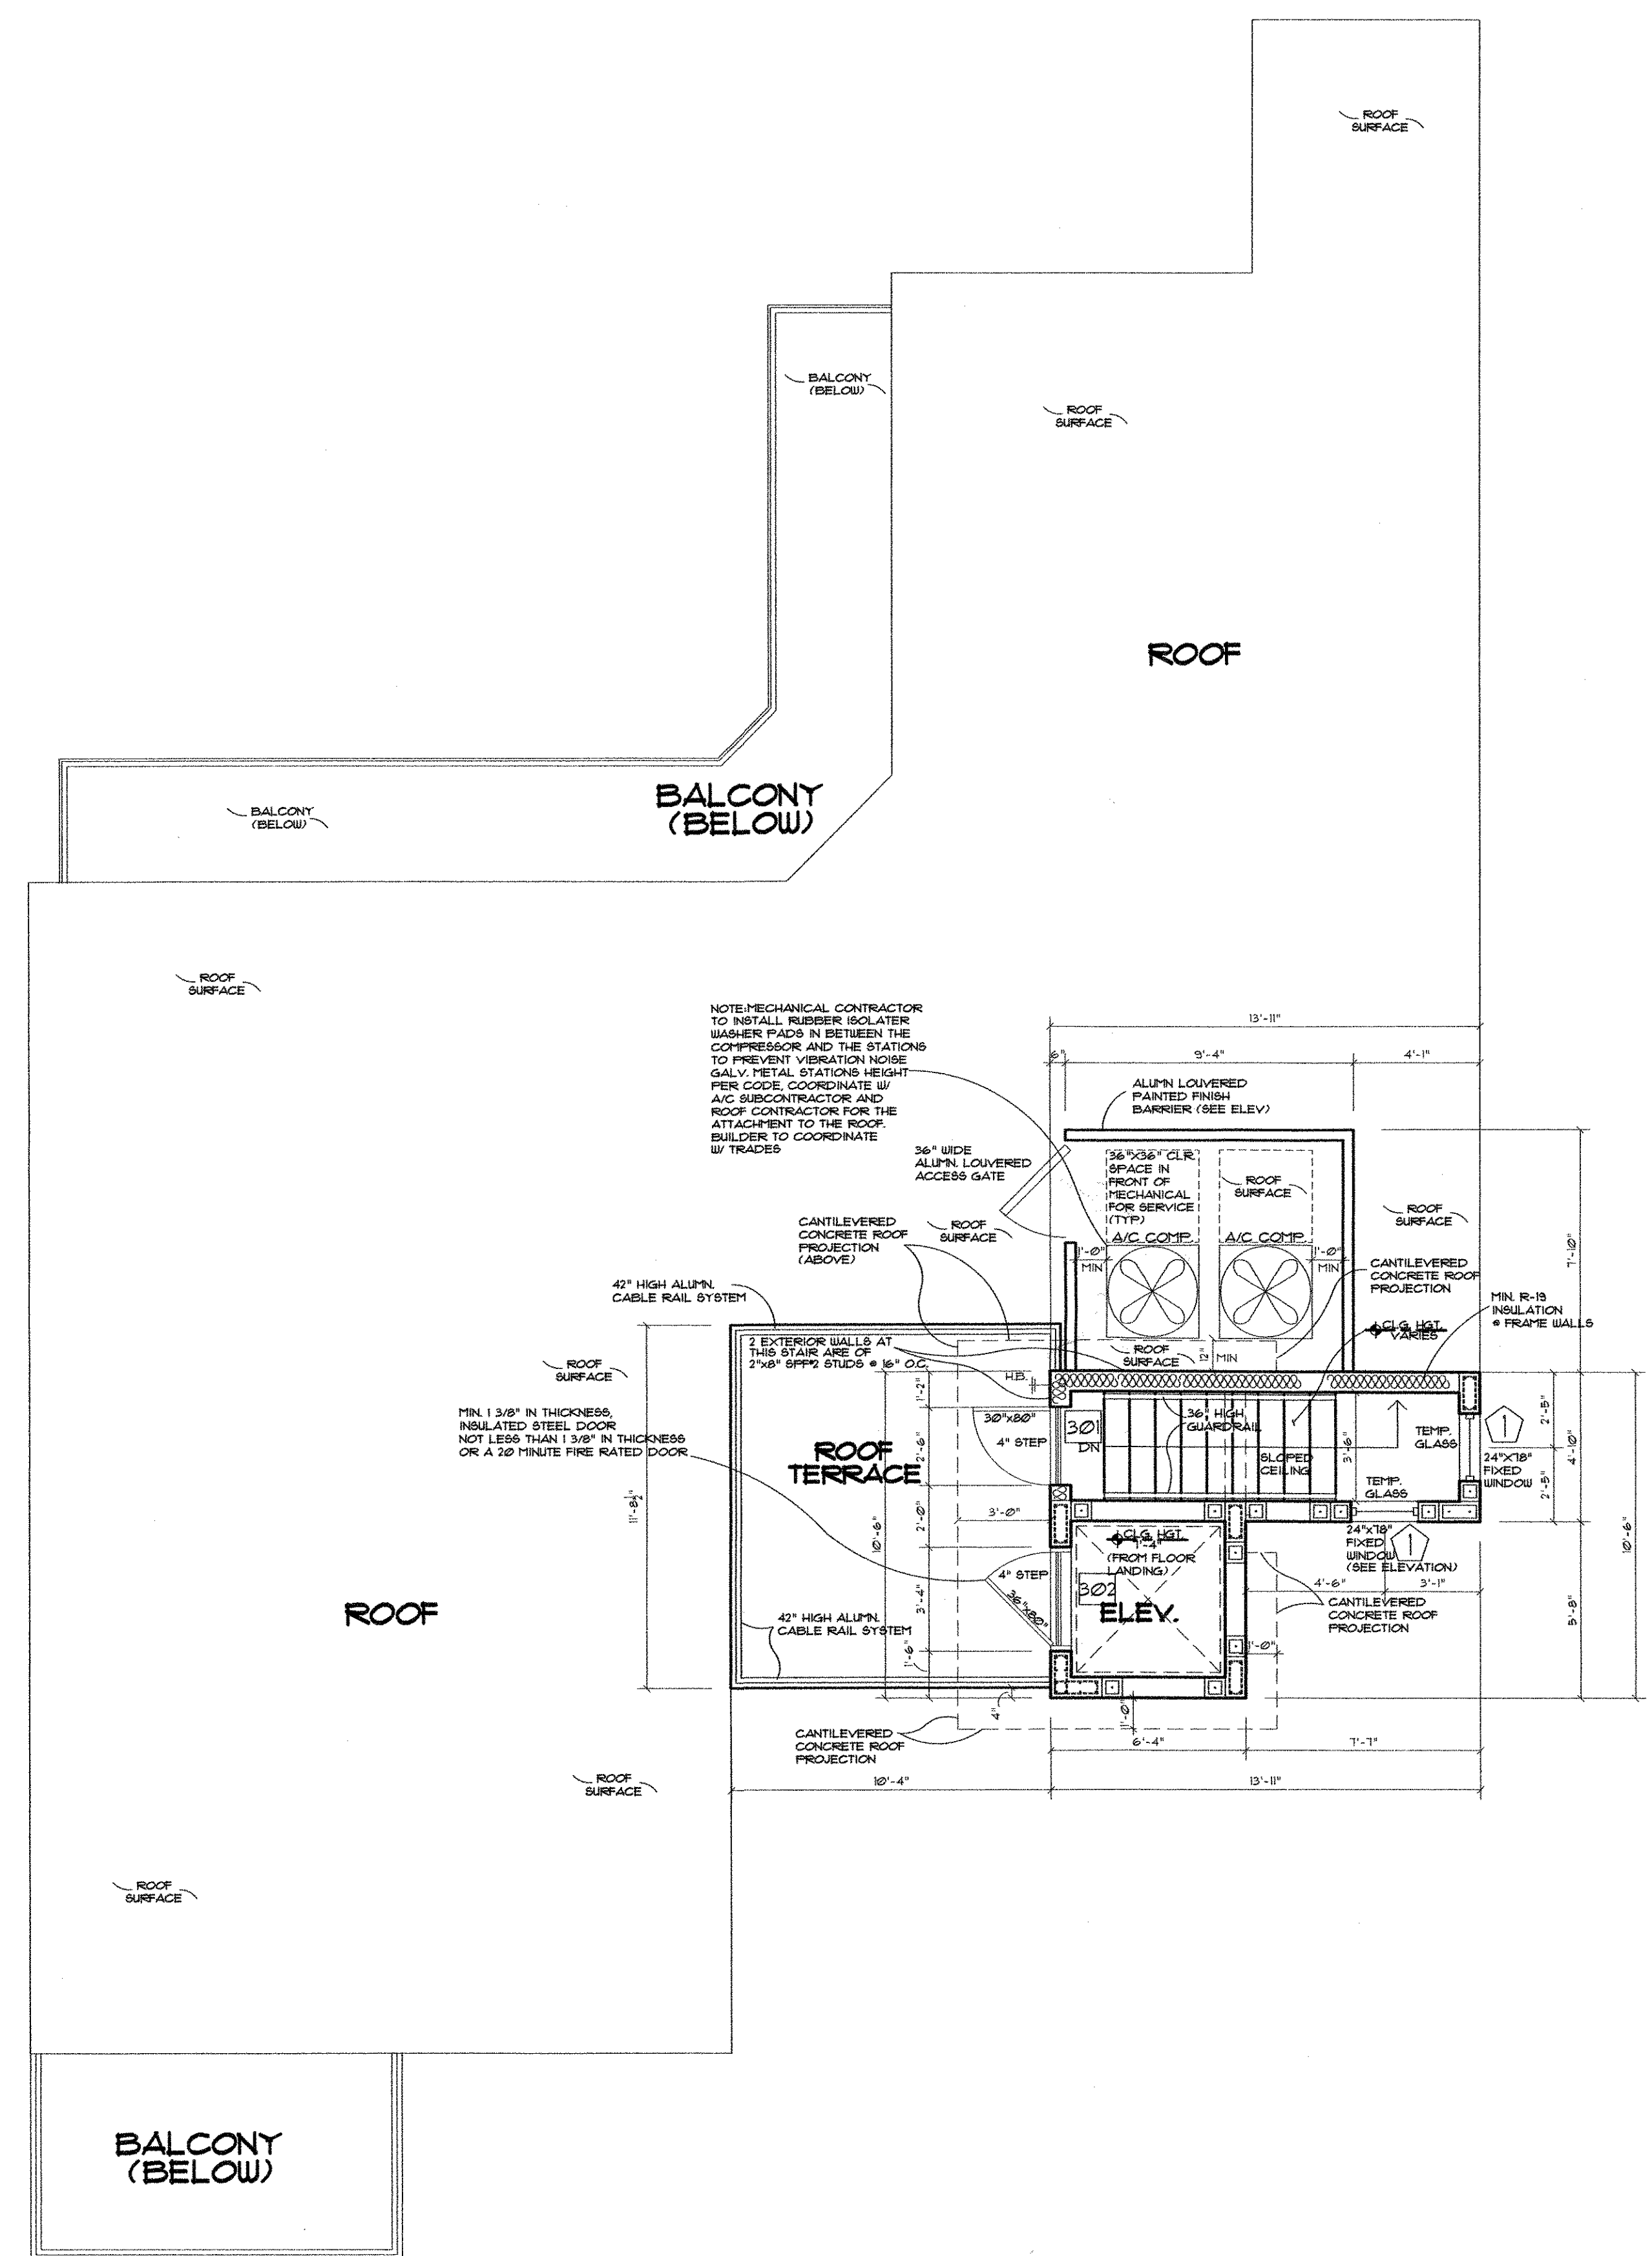 ROOF
SURFACE
BALCONY
(BELOW)
ROOF
SURFACE
ROOF
BALCONY
(BELOW)
BALCONY
(BELOW)
ROOF
SURFACE
NOTE:MECHANICAL CONTRACTOR
TO INSTALL RUBBER ISOLATER
WASHER PADS IN BETWEEN THE
COMPRESSOR AND THE STATIONS
TO PREVENT VIBRATION NOISE
GALV. METAL STATIONS HEIGHT
PER CODE, COORDINATE W/
A/C SUBCONTRACTOR AND
ROOF CONTRACTOR FOR THE
ATTACHMENT TO THE ROOF.
BUILDER TO COORDINATE
W/ TRADES
13'-11"
6"
9'-4"
4'-1"
ALUMN LOUVERED
PAINTED FINISH
BARRIER (SEE ELEV)
36" WIDE
ALUMN. LOUVERED
ACCESS GATE
36"X36" CLR
SPACE IN
FRONT OF
MECHANICAL
FOR SERVICE
(TYP)
ROOF
SURFACE
ROOF
SURFACE
7'-10"
CANTILEVERED
CONCRETE ROOF
PROJECTION
(ABOVE)
ROOF
SURFACE
A/C COMP.
A/C COMP.
1'-0"
MIN
1'-0"
MIN
CANTILEVERED
CONCRETE ROOF
PROJECTION
42" HIGH ALUMN.
CABLE RAIL SYSTEM
MIN. R-19
INSULATION
@ FRAME WALLS
CLG. HGT.
VARIES
2 EXTERIOR WALLS AT
THIS STAIR ARE OF
2"x8" SPF#2 STUDS @ 16" O.C.
ROOF
SURFACE
12"
MIN
ROOF
SURFACE
H.B.
1'-2"
MIN. 1 3/8" IN THICKNESS,
INSULATED STEEL DOOR
NOT LESS THAN 1 3/8" IN THICKNESS
OR A 20 MINUTE FIRE RATED DOOR
30"x80"
4" STEP
301
DN
36" HIGH
GUARDRAIL
SLOPED
CEILING
3'-6"
TEMP.
GLASS
TEMP.
GLASS
1
24"X78"
FIXED
WINDOW
2'-5"
2'-5"
4'-10"
ROOF
TERRACE
2'-6"
11'-8½"
10'-6"
2'-0"
3'-0"
CLG. HGT.
7'-4"
(FROM FLOOR
LANDING)
24"x78"
FIXED
WINDOW
(SEE ELEVATION)
1
10'-6"
4" STEP
36"x80"
302
ELEV.
4'-6"
3'-1"
CANTILEVERED
CONCRETE ROOF
PROJECTION
5'-8"
3'-4"
ROOF
42" HIGH ALUMN.
CABLE RAIL SYSTEM
1'-6"
1'-0"
4"
1'-0"
CANTILEVERED
CONCRETE ROOF
PROJECTION
6'-4"
7'-7"
10'-4"
13'-11"
ROOF
SURFACE
ROOF
SURFACE
BALCONY
(BELOW)